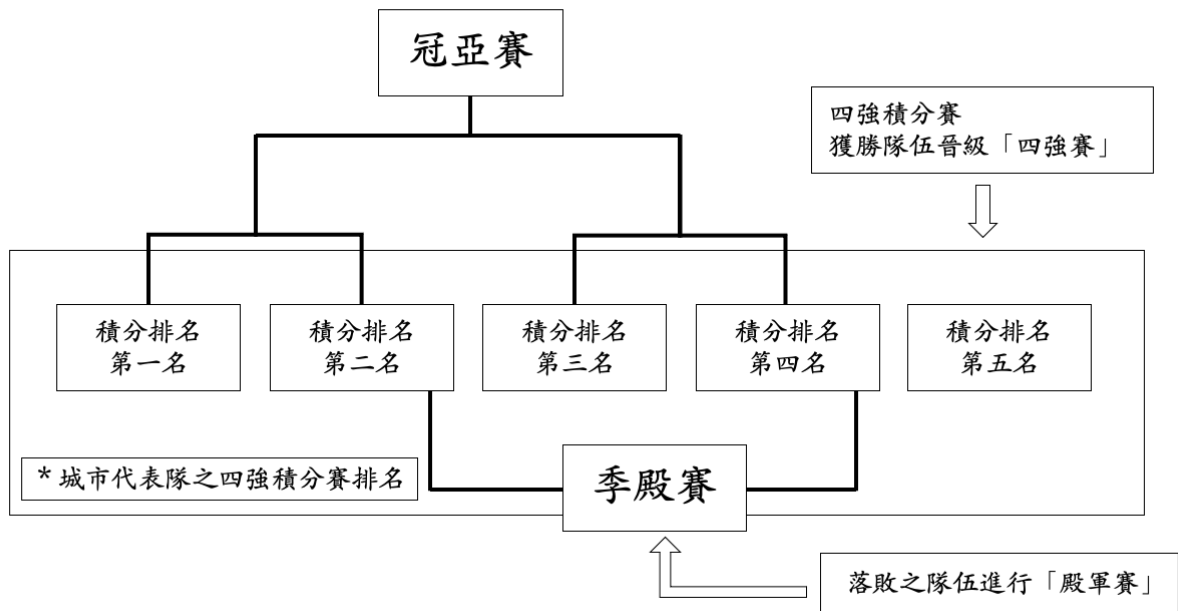 冠亞賽
四強積分賽
獲勝隊伍晉級「四強賽」
積分排名
第一名
積分排名
第二名
積分排名
第三名
積分排名
第四名
積分排名
第五名
*城市代表隊之四強積分賽排名
季殿賽
落敗之隊伍進行「殿軍賽」